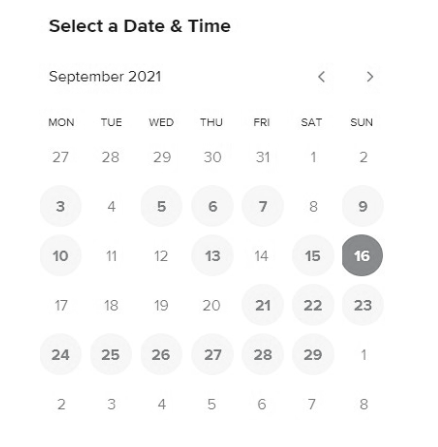 Select a Date & Time
September 2021
MON TUE WED THU FRI SAT SUN
27 28 29 30 31 1 2
3 4 5 6 7 8 9
10 11 12 13 14 15 16
17 18 19 20 21 22 23
24 25 26 27 28 29 1
2 3 4 5 6 7 8